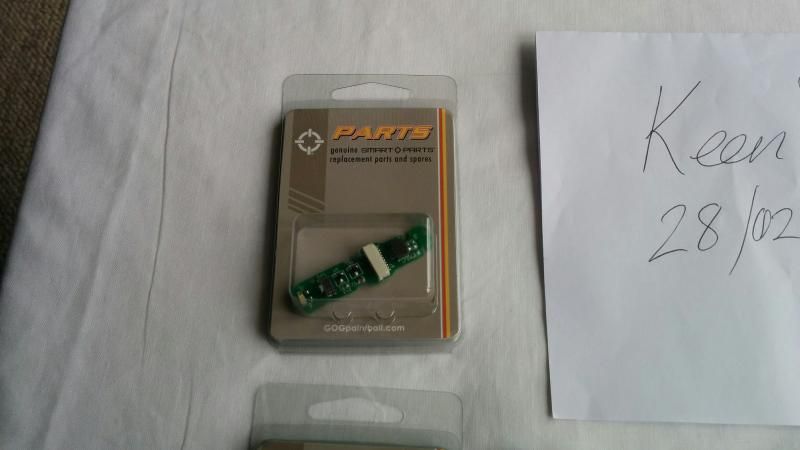 PARTS
genuine SMART PARTS
replacement parts and spares
GOGpaintball.com
Keen
28/02